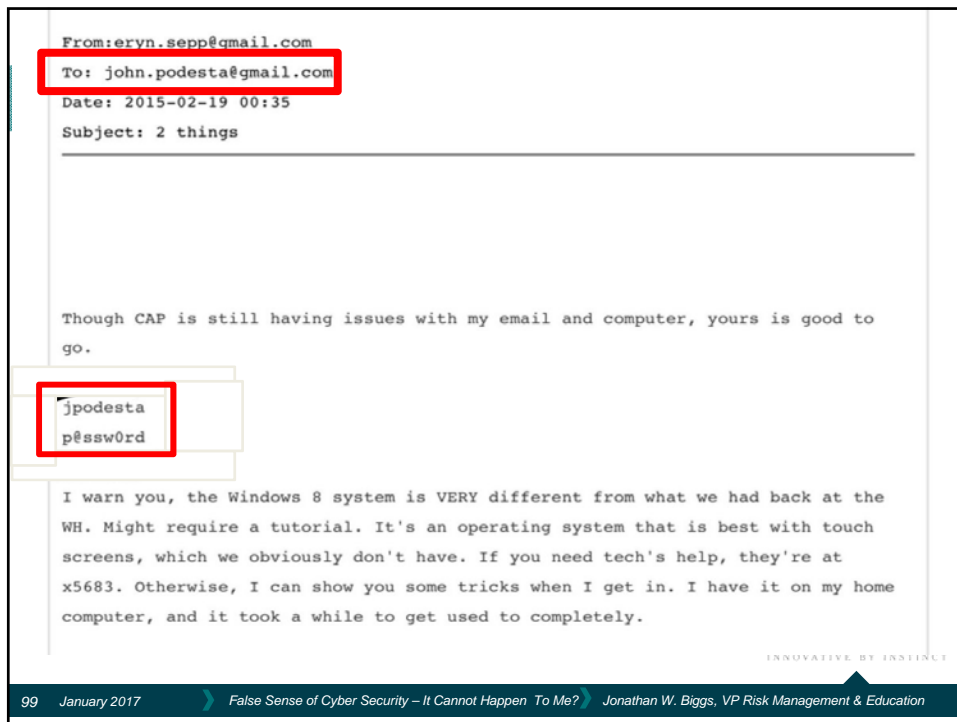 From:eryn.sepp@gmail.com
To: john.podesta@gmail.com
Date: 2015-02-19 00:35
Subject: 2 things
Though CAP is still having issues with my email and computer, yours is good to
go.
jpodesta
p@ssw0rd
I warn you, the Windows 8 system is VERY different from what we had back at the
WH. Might require a tutorial. It's an operating system that is best with touch
screens, which we obviously don't have. If you need tech's help, they're at
x5683. Otherwise, I can show you some tricks when I get in. I have it on my home
computer, and it took a while to get used to completely.
INNOVATIVE BY INSTINCT
99 January 2017 False Sense of Cyber Security – It Cannot Happen To Me? Jonathan W. Biggs, VP Risk Management & Education